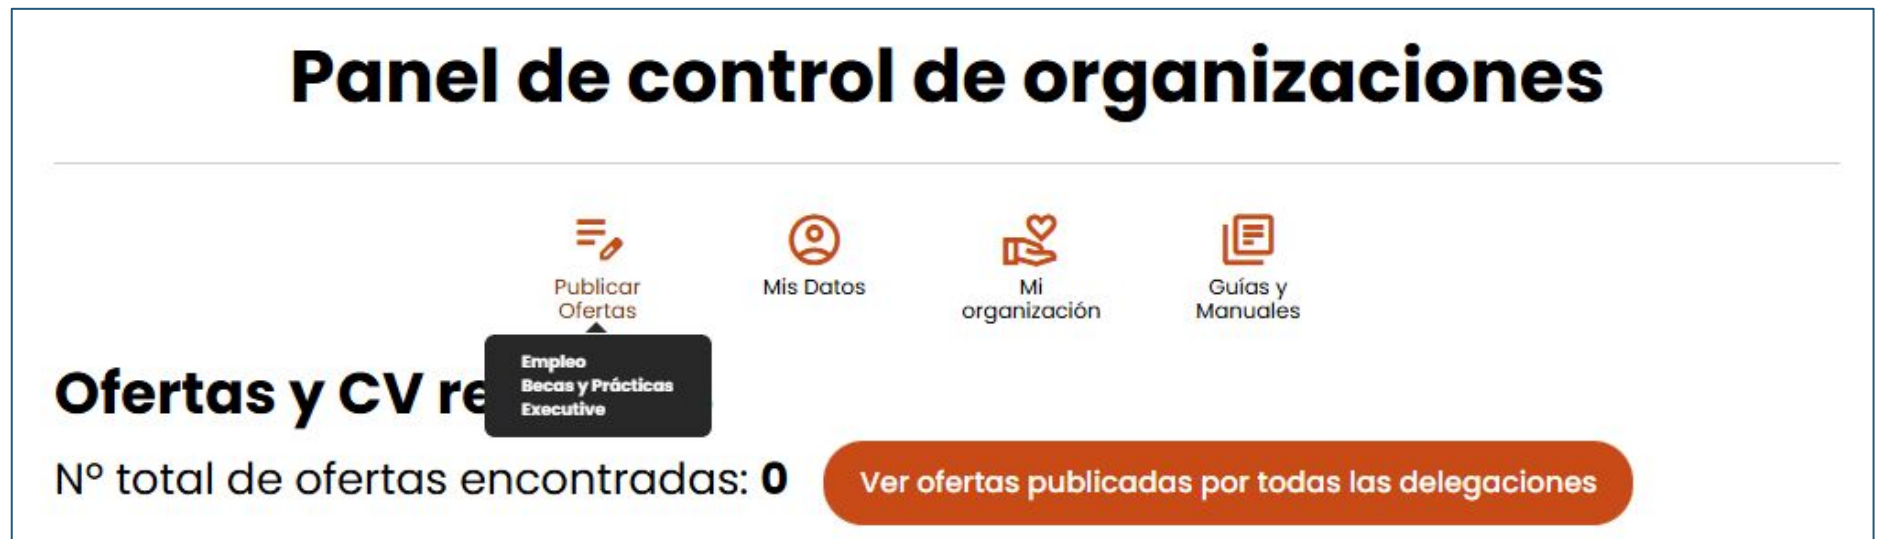 Panel de control de organizaciones
Publicar
Ofertas
Mis Datos
Mi
organización
Guías y
Manuales
Empleo
Becas y Prácticas
Executive
Ofertas y CV re
Nº total de ofertas encontradas: 0
Ver ofertas publicadas por todas las delegaciones